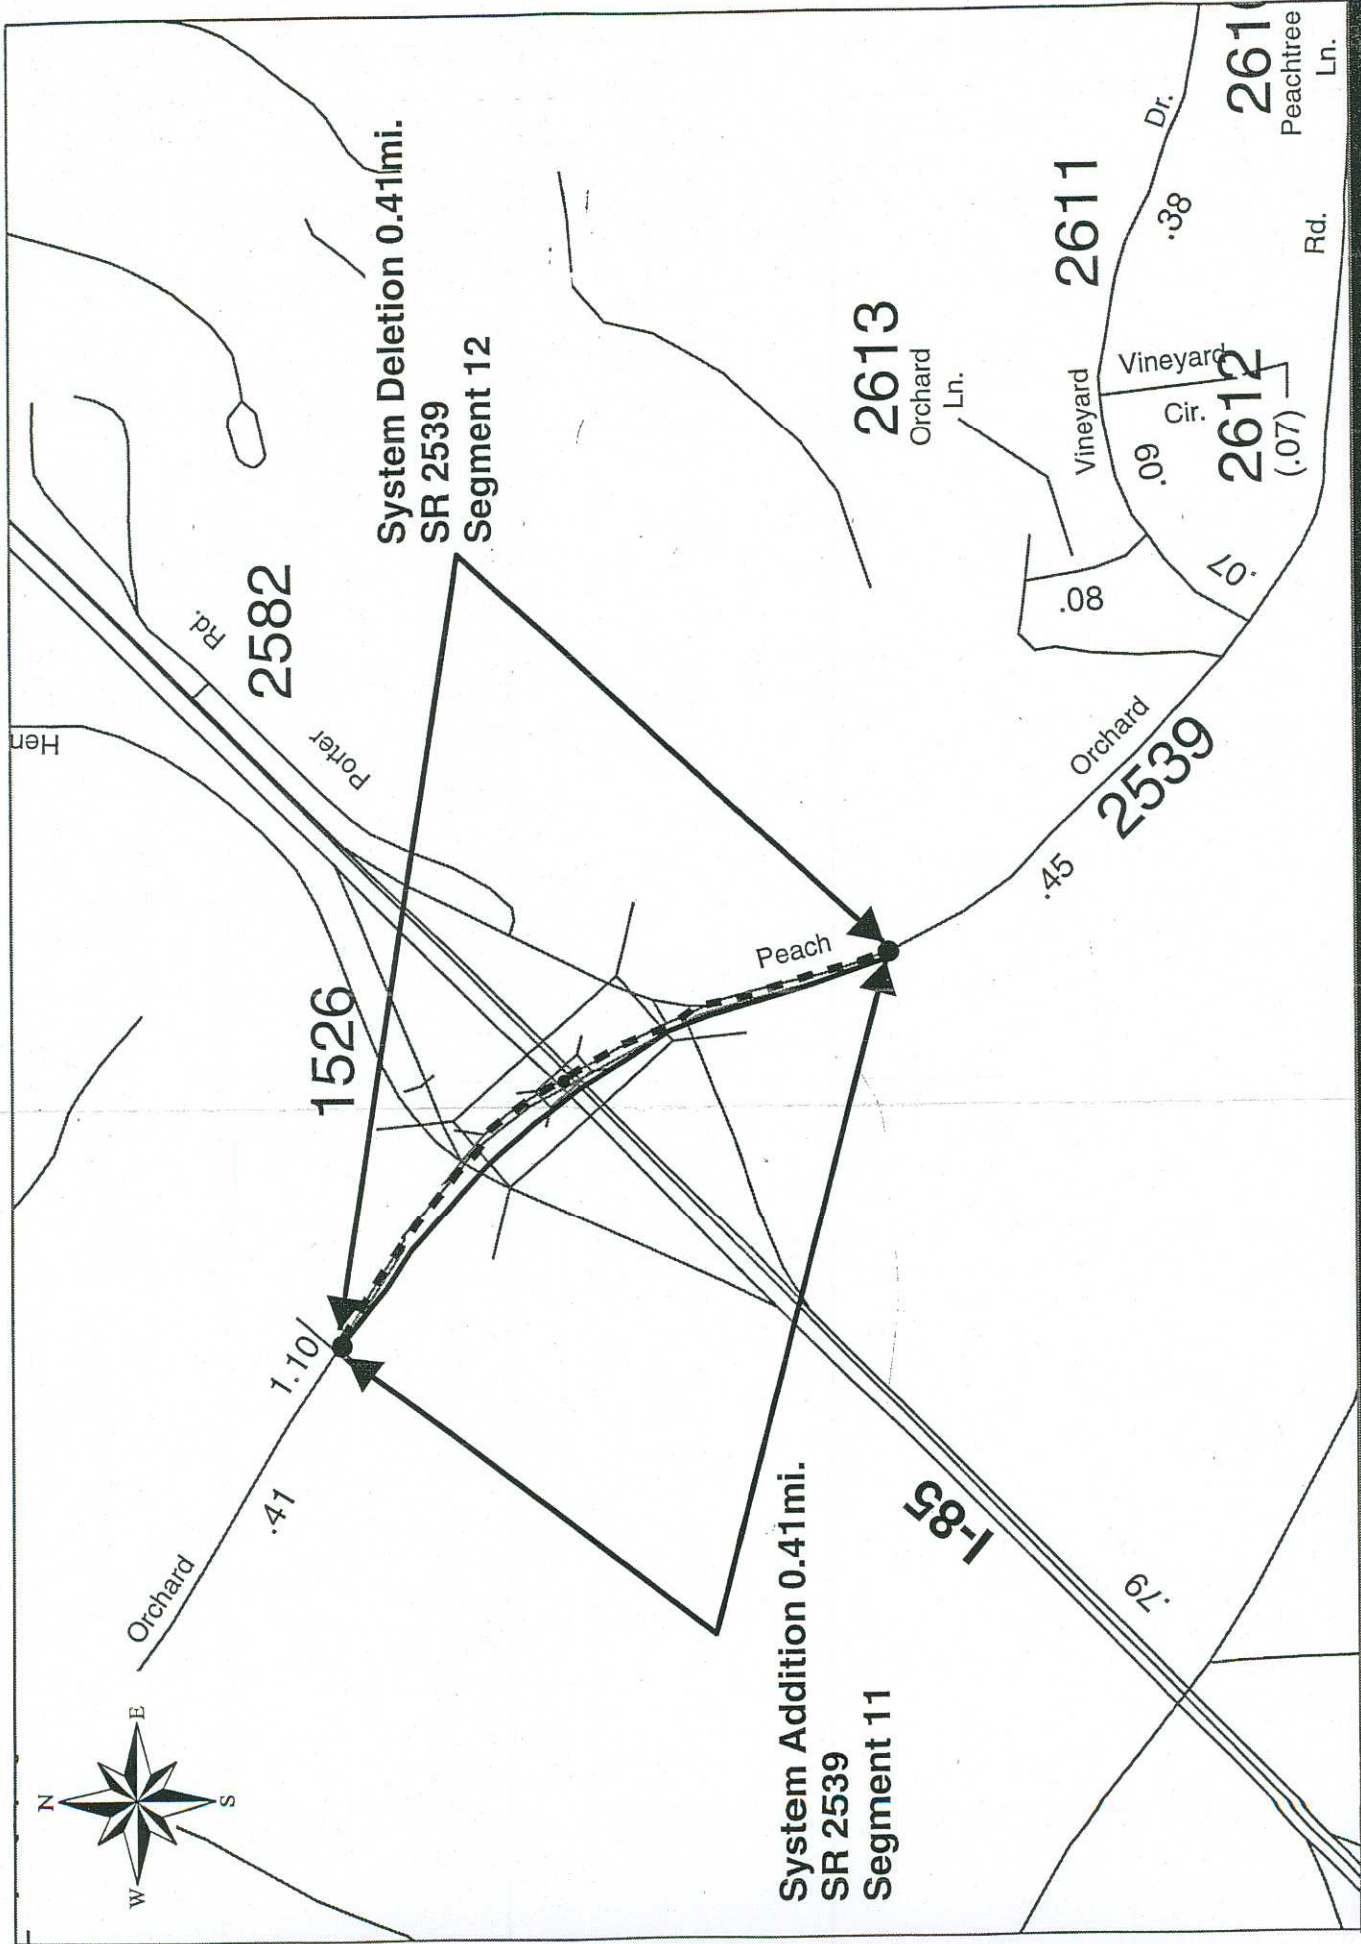 N
W
E
S
Orchard
.41
1.10
System Deletion 0.41mi.
SR 2539
Segment 12
1526
Hen
Porter
Rd.
2582
System Addition 0.41mi.
SR 2539
Segment 11
I-85
.79
Peach
.45
Orchard
2539
2613
Orchard
Ln.
.08
.07
Vineyard
Dr.
2611
.09
.38
Vineyard
Cir.
2612
(.07)
Rd.
261
Peachtree
Ln.